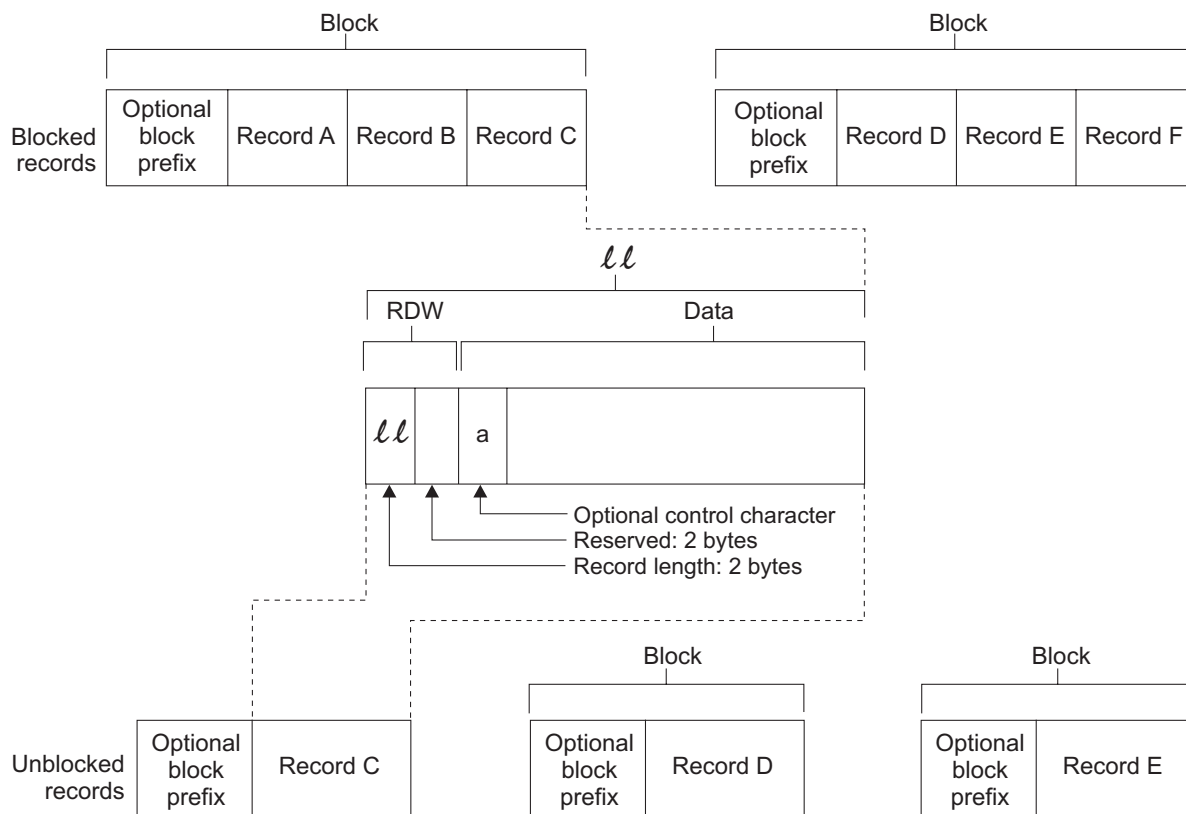 Block
Block
Blocked
records
Optional
block
prefix
Record A
Record B
Record C
Optional
block
prefix
Record D
Record E
Record F
ℓℓ
RDW
Data
ℓℓ
a
Optional control character
Reserved: 2 bytes
Record length: 2 bytes
Block
Block
Unblocked
records
Optional
block
prefix
Record C
Optional
block
prefix
Record D
Optional
block
prefix
Record E